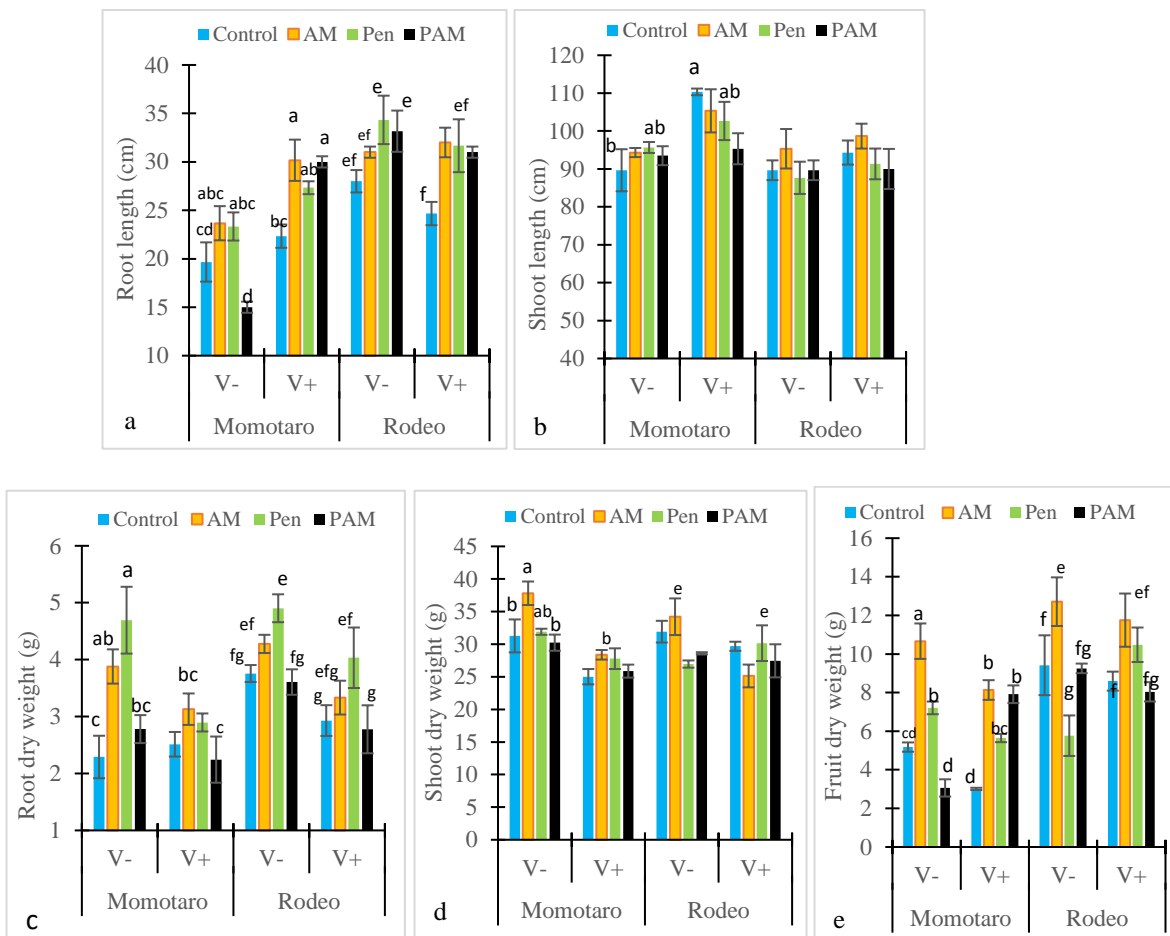 Control AM Pen PAM
Root length (cm)
40
35
30
25
20
15
10
cd abc abc d bc a ab a ef ef e e f ef
V- V+ V- V+
Momotaro Rodeo
a
Control AM Pen PAM
Shoot length (cm)
120
110
100
90
80
70
60
50
40
b ab a ab
V- V+ V- V+
Momotaro Rodeo
b
Control AM Pen PAM
Root dry weight (g)
6
5
4
3
2
1
c ab a bc bc c fg ef e fg g efg ef g
V- V+ V- V+
Momotaro Rodeo
c
Control AM Pen PAM
Shoot dry weight (g)
45
40
35
30
25
20
15
10
5
0
b a ab b b e e
V- V+ V- V+
Momotaro Rodeo
d
Control AM Pen PAM
Fruit dry weight (g)
16
14
12
10
8
6
4
2
0
cd a b d d b bc b f e g fg f ef fg
V- V+ V- V+
Momotaro Rodeo
e